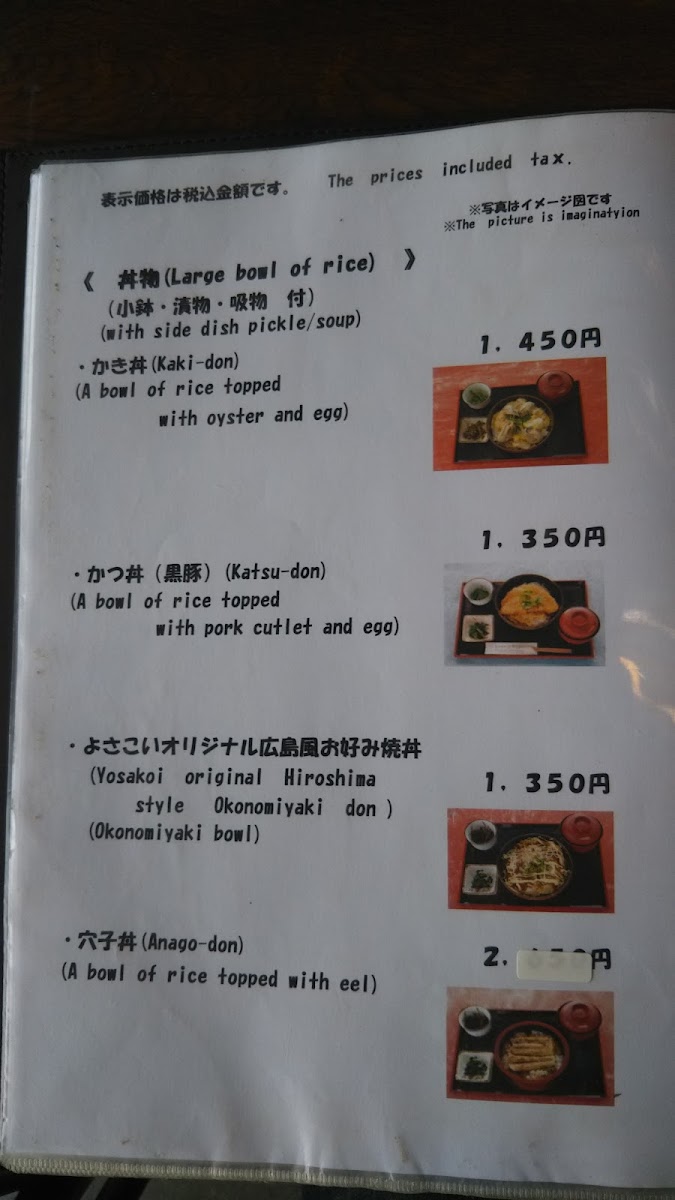 表示価格は税込金額です。 The prices included tax.
※写真はイメージ図です
※The picture is imaginatyion
《 丼物(Large bowl of rice) 》
(小鉢・漬物・吸物 付)
(with side dish pickle/soup)
1. 450円
・かき丼(Kaki-don)
(A bowl of rice topped
with oyster and egg)
1. 350円
・かつ丼(黒豚)(Katsu-don)
(A bowl of rice topped
with pork cutlet and egg)
・よさこいオリジナル広島風お好み焼丼
(Yosakoi original Hiroshima
1. 350円
style Okonomiyaki don )
(Okonomiyaki bowl)
・穴子丼(Anago-don)
2. 円
(A bowl of rice topped with eel)